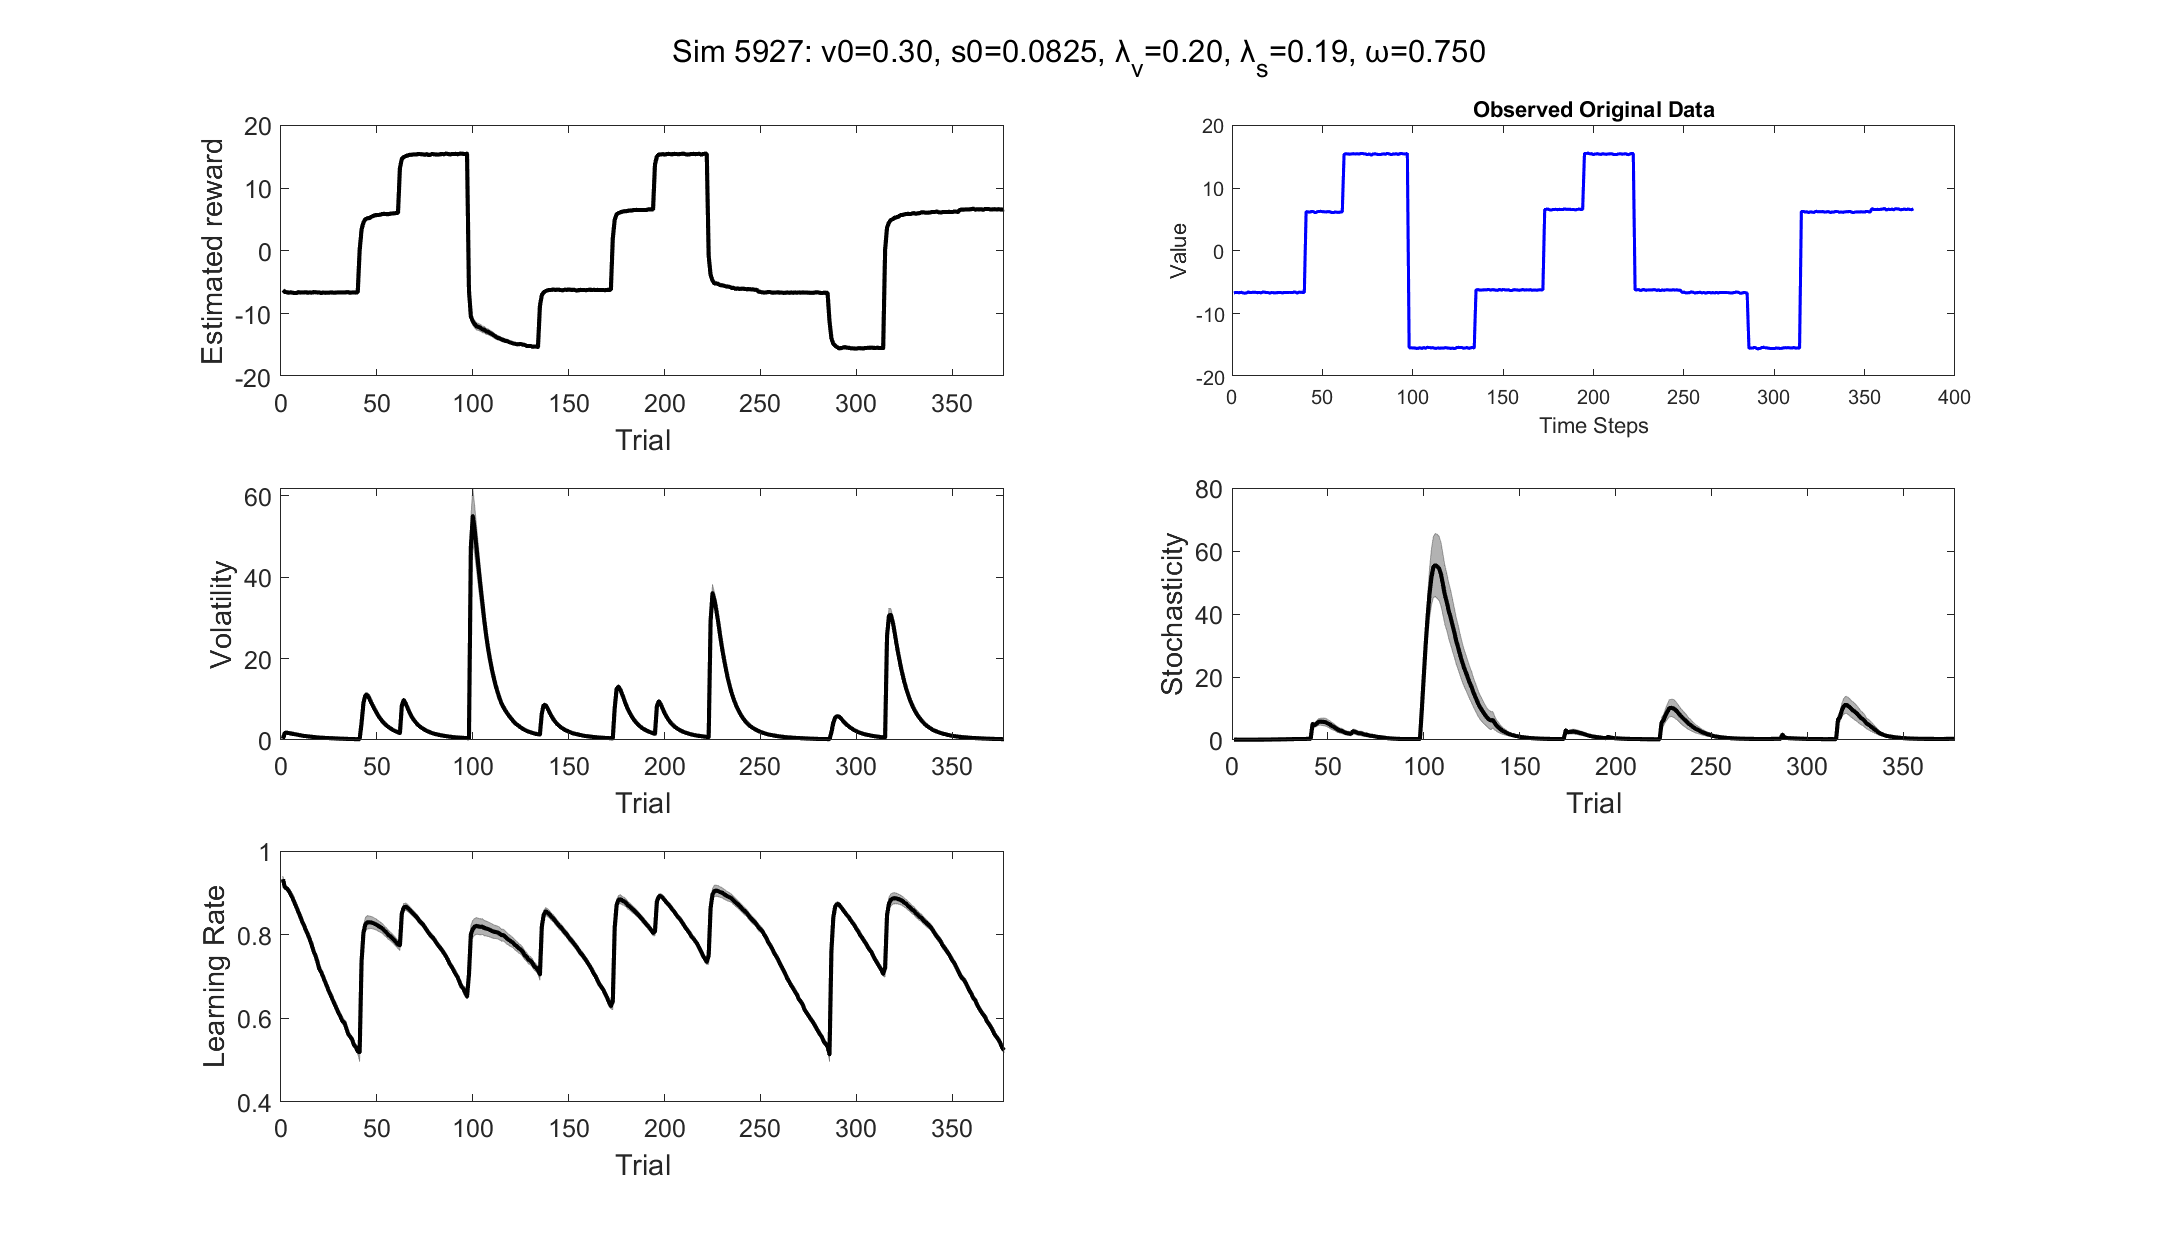 Sim 5927: v0=0.30, s0=0.0825, λ_v=0.20, λ_s=0.19, ω=0.750
Estimated reward
20
10
0
-10
-20
0 50 100 150 200 250 300 350
Trial
Observed Original Data
Value
20
10
0
-10
-20
0 50 100 150 200 250 300 350 400
Time Steps
Volatility
60
40
20
0
0 50 100 150 200 250 300 350
Trial
Stochasticity
80
60
40
20
0
0 50 100 150 200 250 300 350
Trial
Learning Rate
1
0.8
0.6
0.4
0 50 100 150 200 250 300 350
Trial